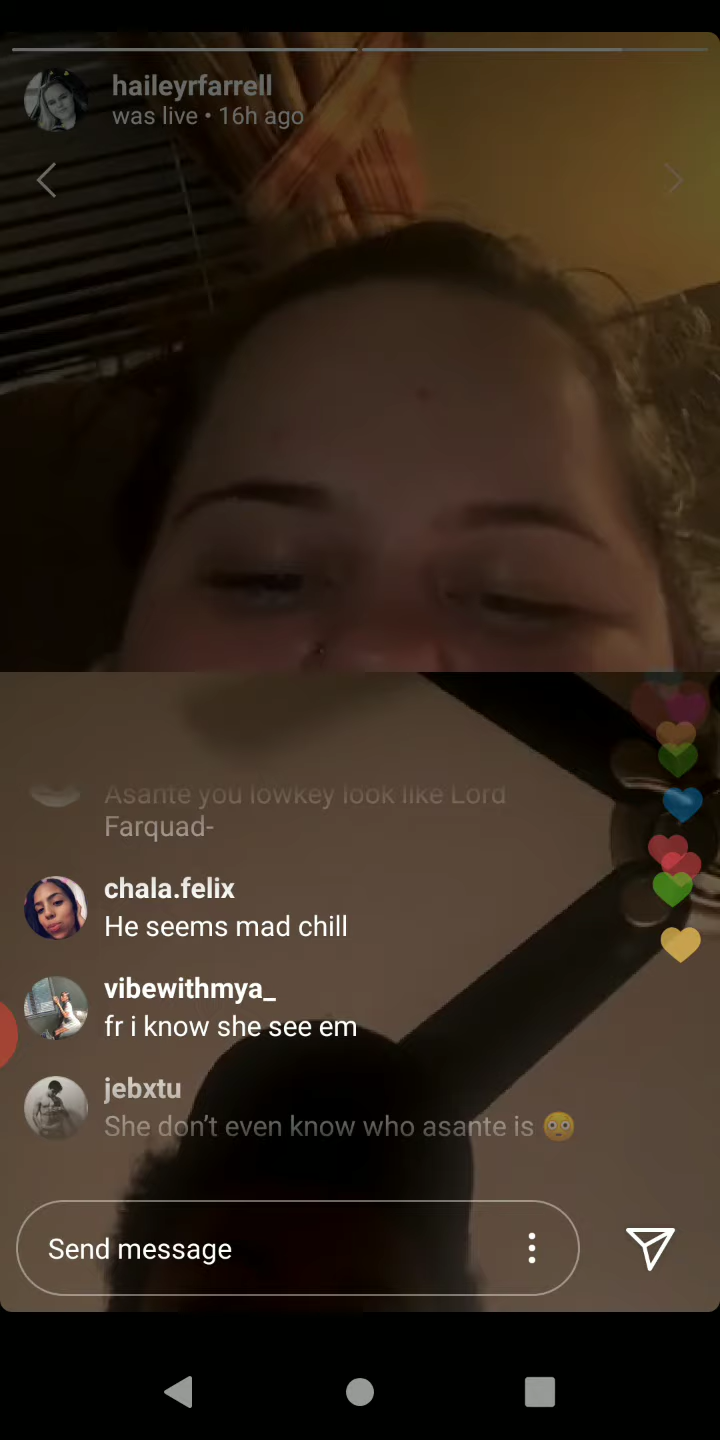 haileyrfarrell
was live • 16h ago
Asante you lowkey look like Lord
Farquad-
chala.felix
He seems mad chill
vibewithmya_
fr i know she see em
jebxtu
She don’t even know who asante is 😳
Send message